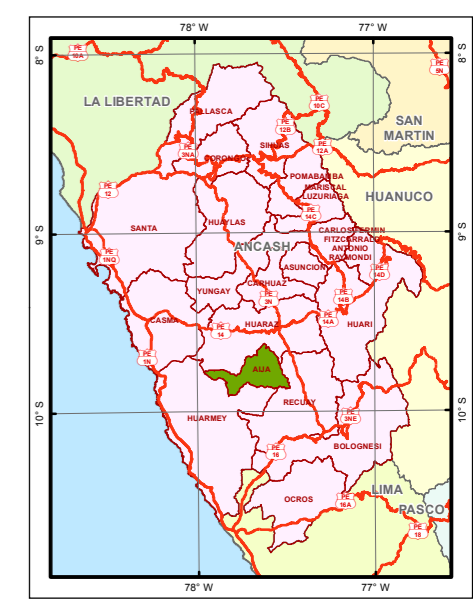 78° W
77° W
8° S
8° S
PE
10A
PE
5N
LA LIBERTAD
PE
10C
PALLASCA
PE
12B
SAN
MARTIN
PE
3NA
SIHUAS
PE
12A
CORONGO
POMABAMBA
PE
12
MARISCAL
LUZURIAGA
HUANUCO
PE
14C
HUAYLAS
SANTA
CARLOS FERMIN
FITZCARRALD
9° S
9° S
ANCASH
ANTONIO
RAYMONDI
PE
1NQ
ASUNCION
PE
14D
CARHUAZ
YUNGAY
PE
3N
PE
14B
CASMA
PE
14A
HUARAZ
HUARI
PE
14
PE
1N
AIJA
RECUAY
10° S
10° S
HUARMEY
PE
3NE
BOLOGNESI
PE
16
LIMA
OCROS
PE
16A
PASCO
PE
18
78° W
77° W